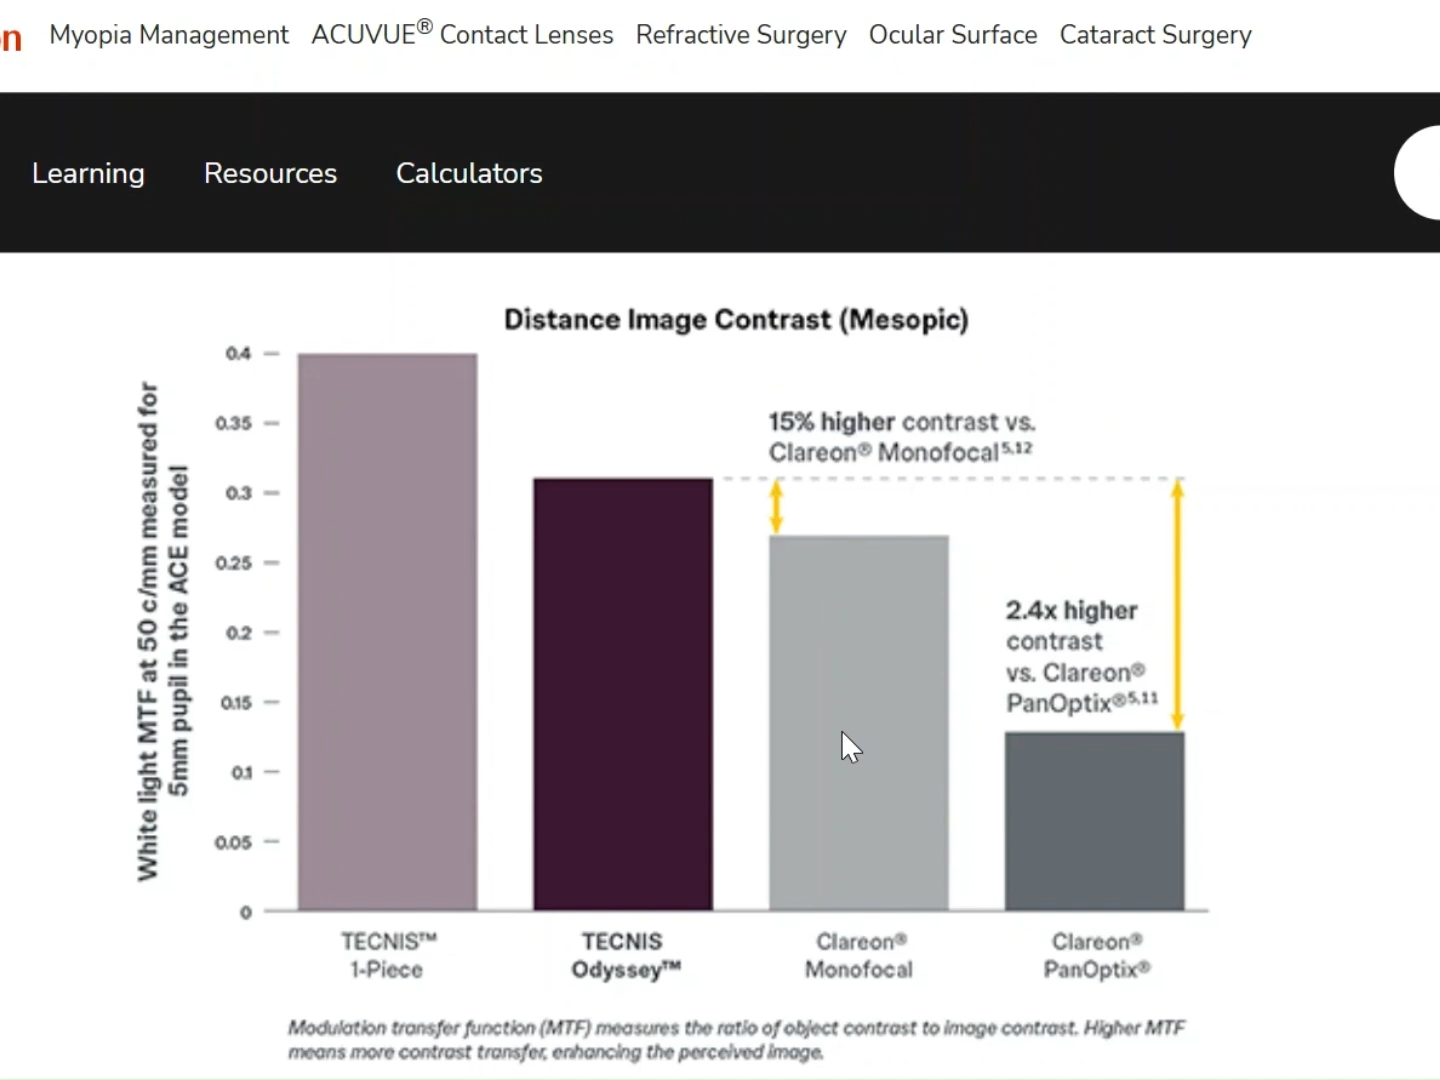 on Myopia Management ACUVUE® Contact Lenses Refractive Surgery Ocular Surface Cataract Surgery
Learning Resources Calculators
Distance Image Contrast (Mesopic)
White light MTF at 50 c/mm measured for
5mm pupil in the ACE model
0.4
0.35
0.3
0.25
0.2
0.15
0.1
0.05
0
15% higher contrast vs.
Clareon® Monofocal5,12
2.4x higher
contrast
vs. Clareon®
PanOptix®5,11
TECNIS™
1-Piece
TECNIS
Odyssey™
Clareon®
Monofocal
Clareon®
PanOptix®
Modulation transfer function (MTF) measures the ratio of object contrast to image contrast. Higher MTF
means more contrast transfer, enhancing the perceived image.